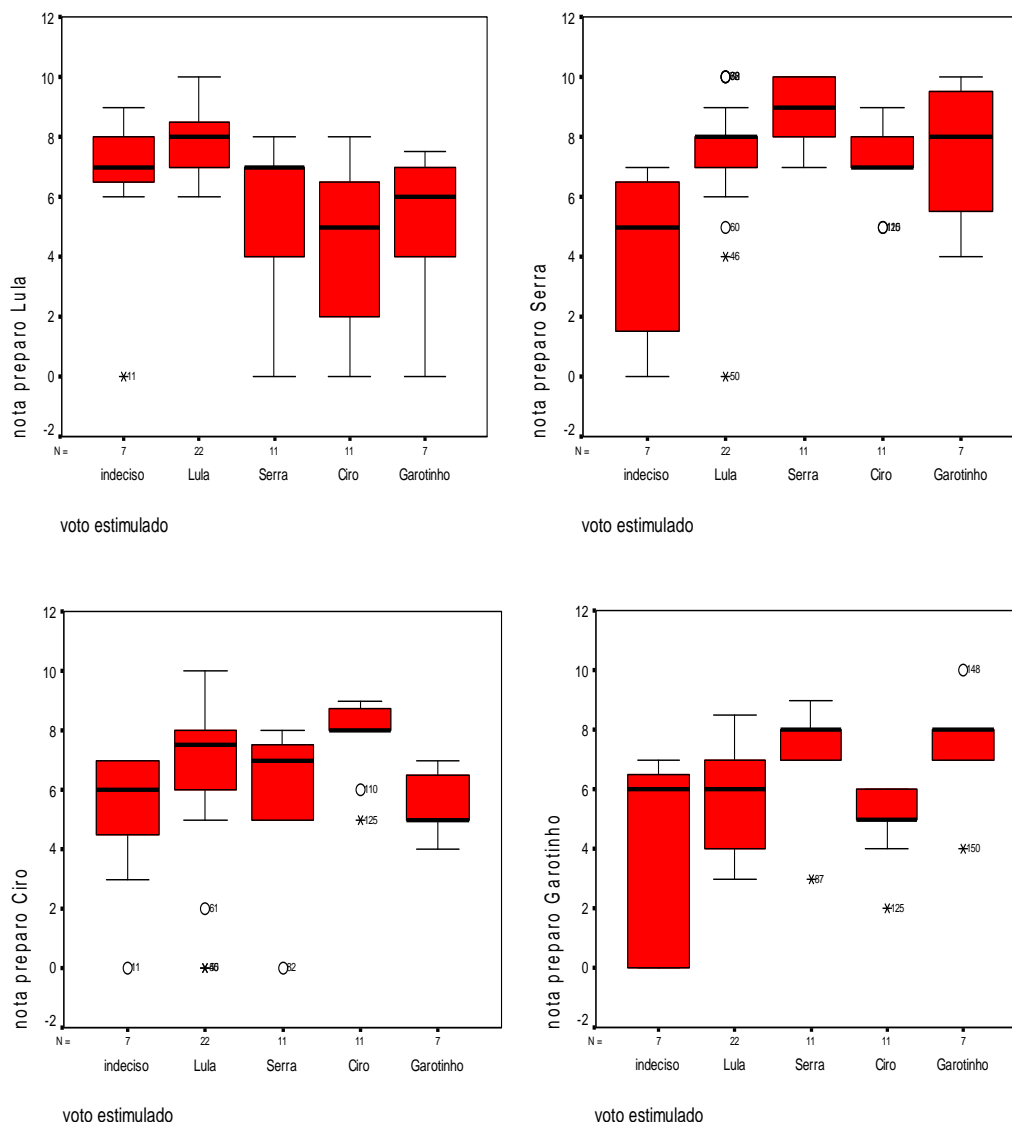 12
10
8
6
4
2
0
-2
nota preparo Lula
11
N = 7 22 11 11 7
indeciso Lula Serra Ciro Garotinho
voto estimulado
12
10
8
6
4
2
0
-2
nota preparo Serra
60
46
50
N = 7 22 11 11 7
indeciso Lula Serra Ciro Garotinho
voto estimulado
12
10
8
6
4
2
0
-2
nota preparo Ciro
11
61
82
110
125
N = 7 22 11 11 7
indeciso Lula Serra Ciro Garotinho
voto estimulado
12
10
8
6
4
2
0
-2
nota preparo Garotinho
87
125
148
150
N = 7 22 11 11 7
indeciso Lula Serra Ciro Garotinho
voto estimulado